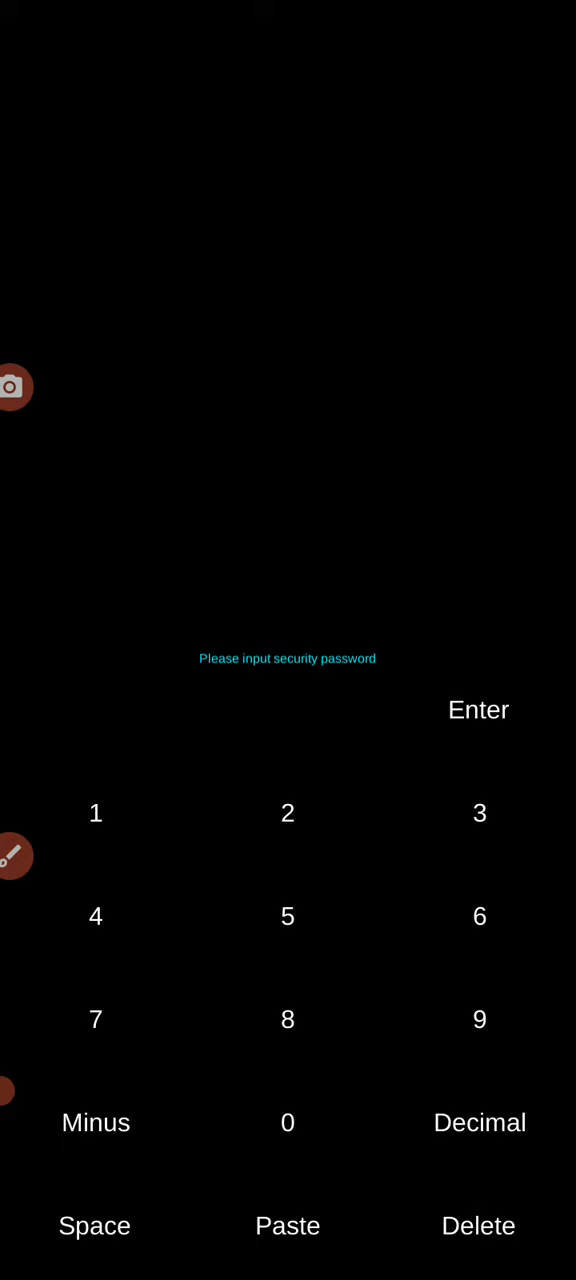 Please input security password
Enter
1 2 3
4 5 6
7 8 9
Minus 0 Decimal
Space Paste Delete